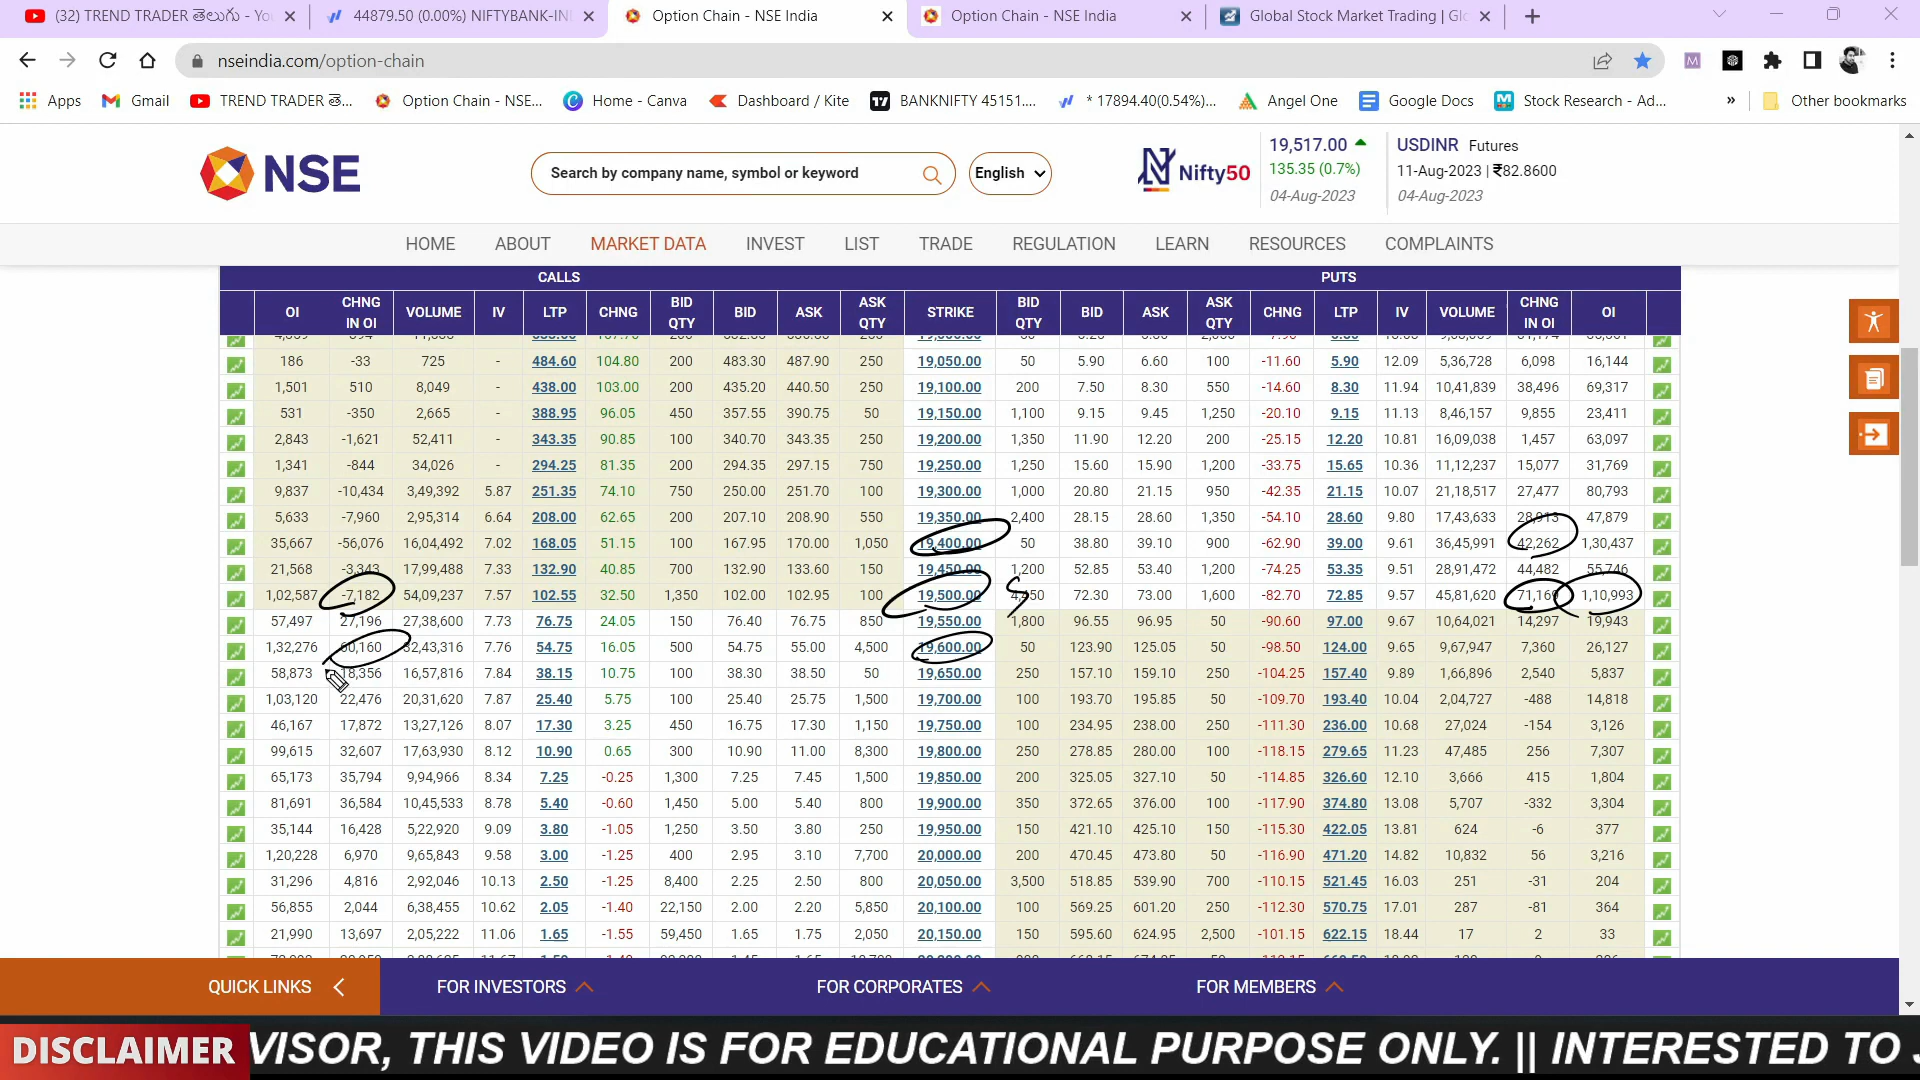 (32) TREND TRADER తెలుగు - Yo
44879.50 (0.00%) NIFTYBANK-IN
Option Chain - NSE India
Option Chain - NSE India
Global Stock Market Trading | Glo
nseindia.com/option-chain
Apps
Gmail
TREND TRADER తె...
Option Chain - NSE...
Home - Canva
Dashboard / Kite
BANKNIFTY 45151....
* 17894.40(0.54%)...
Angel One
Google Docs
Stock Research - Ad...
»
Other bookmarks
NSE
Search by company name, symbol or keyword
English
Nifty50
19,517.00
135.35 (0.7%)
04-Aug-2023
USDINR Futures
11-Aug-2023 | ₹82.8600
04-Aug-2023
HOME ABOUT MARKET DATA INVEST LIST TRADE REGULATION LEARN RESOURCES COMPLAINTS
CALLS PUTS
OI CHNG IN OI VOLUME IV LTP CHNG BID QTY BID ASK ASK QTY STRIKE BID QTY BID ASK ASK QTY CHNG LTP IV VOLUME CHNG IN OI OI
186 -33 725 - 484.60 104.80 200 483.30 487.90 250 19,050.00 50 5.90 6.60 100 -11.60 5.90 12.09 5,36,728 6,098 16,144
1,501 510 8,049 - 438.00 103.00 200 435.20 440.50 250 19,100.00 200 7.50 8.30 550 -14.60 8.30 11.94 10,41,839 38,496 69,317
531 -350 2,665 - 388.95 96.05 450 357.55 390.75 50 19,150.00 1,100 9.15 9.45 1,250 -20.10 9.15 11.13 8,46,157 9,855 23,411
2,843 -1,621 52,411 - 343.35 90.85 100 340.70 343.35 250 19,200.00 1,350 11.90 12.20 200 -25.15 12.20 10.81 16,09,038 1,457 63,097
1,341 -844 34,026 - 294.25 81.35 200 294.35 297.15 750 19,250.00 1,250 15.60 15.90 1,200 -33.75 15.65 10.36 11,12,237 15,077 31,769
9,837 -10,434 3,49,392 5.87 251.35 74.10 750 250.00 251.70 100 19,300.00 1,000 20.80 21.15 950 -42.35 21.15 10.07 21,18,517 27,477 80,793
5,633 -7,960 2,95,314 6.64 208.00 62.65 200 207.10 208.90 550 19,350.00 2,400 28.15 28.60 1,350 -54.10 28.60 9.80 17,43,633 28,913 47,879
35,667 -56,076 16,04,492 7.02 168.05 51.15 100 167.95 170.00 1,050 19,400.00 50 38.80 39.10 900 -62.90 39.00 9.61 36,45,991 42,262 1,30,437
21,568 -3,343 17,99,488 7.33 132.90 40.85 700 132.90 133.60 150 19,450.00 1,200 52.85 53.40 1,200 -74.25 53.35 9.51 28,91,472 44,482 55,746
1,02,587 -7,182 54,09,237 7.57 102.55 32.50 1,350 102.00 102.95 100 19,500.00 4,450 72.30 73.00 1,600 -82.70 72.85 9.57 45,81,620 71,169 1,10,993
57,497 27,196 27,38,600 7.73 76.75 24.05 150 76.40 76.75 850 19,550.00 1,800 96.55 96.95 50 -90.60 97.00 9.67 10,64,021 14,297 19,943
1,32,276 60,160 32,43,316 7.76 54.75 16.05 500 54.75 55.00 4,500 19,600.00 50 123.90 125.05 50 -98.50 124.00 9.65 9,67,947 7,360 26,127
58,873 18,356 16,57,816 7.84 38.15 10.75 100 38.30 38.50 50 19,650.00 250 157.10 159.10 250 -104.25 157.40 9.89 1,66,896 2,540 5,837
1,03,120 22,476 20,31,620 7.87 25.40 5.75 100 25.40 25.75 1,500 19,700.00 100 193.70 195.85 50 -109.70 193.40 10.04 2,04,727 -488 14,818
46,167 17,872 13,27,126 8.07 17.30 3.25 450 16.75 17.30 1,150 19,750.00 100 234.95 238.00 250 -111.30 236.00 10.68 27,024 -154 3,126
99,615 32,607 17,63,930 8.12 10.90 0.65 300 10.90 11.00 8,300 19,800.00 250 278.85 280.00 100 -118.15 279.65 11.23 47,485 256 7,307
65,173 35,794 9,94,966 8.34 7.25 -0.25 1,300 7.25 7.45 1,500 19,850.00 200 325.05 327.10 50 -114.85 326.60 12.10 3,666 415 1,804
81,691 36,584 10,45,533 8.78 5.40 -0.60 1,450 5.00 5.40 800 19,900.00 350 372.65 376.00 100 -117.90 374.80 13.08 5,707 -332 3,304
35,144 16,428 5,22,920 9.09 3.80 -1.05 1,250 3.50 3.80 250 19,950.00 150 421.10 425.10 150 -115.30 422.05 13.81 624 -6 377
1,20,228 6,970 9,65,843 9.58 3.00 -1.25 400 2.95 3.10 7,700 20,000.00 200 470.45 473.80 50 -116.90 471.20 14.82 10,832 56 3,216
31,296 4,816 2,92,046 10.13 2.50 -1.25 8,400 2.25 2.50 800 20,050.00 3,500 518.85 539.90 700 -110.15 521.45 16.03 251 -31 204
56,855 2,044 6,38,455 10.62 2.05 -1.40 22,150 2.00 2.20 5,850 20,100.00 100 569.25 601.20 250 -112.30 570.75 17.01 287 -81 364
21,990 13,697 2,05,222 11.06 1.65 -1.55 59,450 1.65 1.75 2,050 20,150.00 150 595.60 624.95 2,500 -101.15 622.15 18.44 17 2 33
QUICK LINKS FOR INVESTORS FOR CORPORATES FOR MEMBERS
DISCLAIMER VISOR, THIS VIDEO IS FOR EDUCATIONAL PURPOSE ONLY. || INTERESTED TO